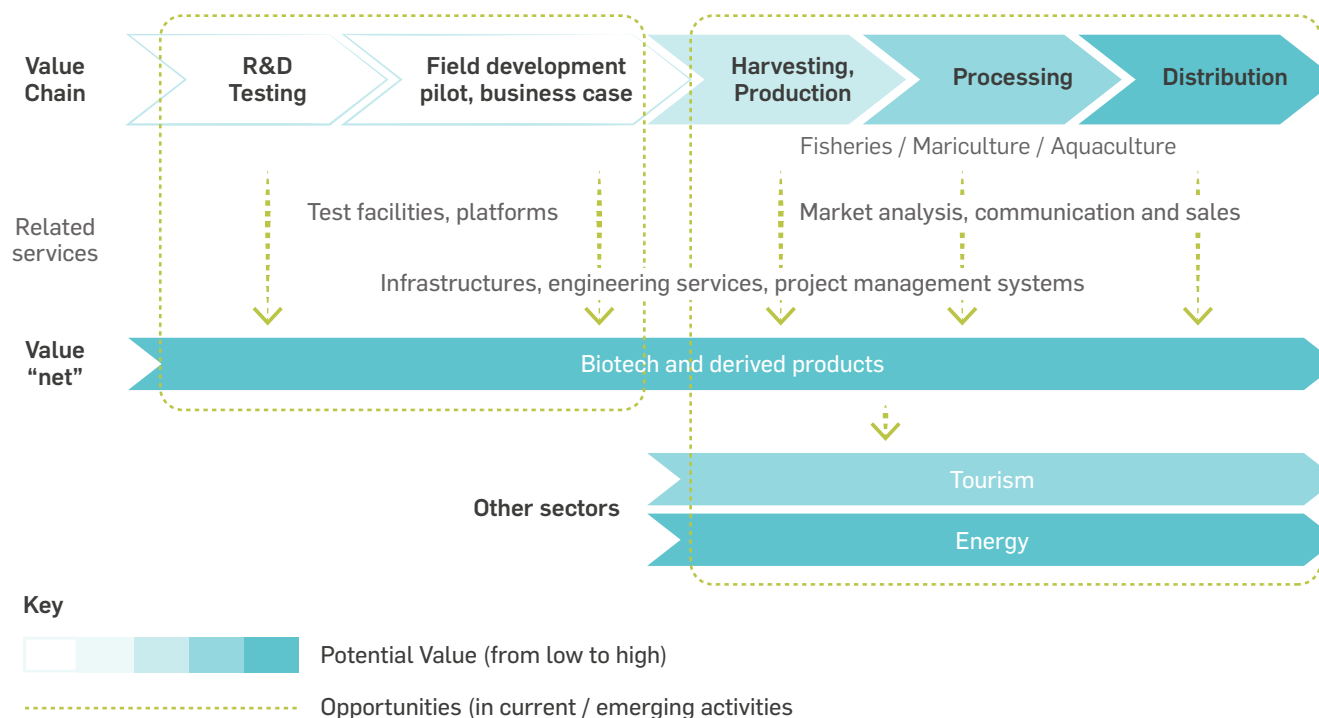 Value
Chain
R&D
Testing
Field development
pilot, business case
Harvesting,
Production
Processing
Distribution
Fisheries / Mariculture / Aquaculture
Related
services
Test facilities, platforms
Market analysis, communication and sales
Infrastructures, engineering services, project management systems
Value
“net”
Biotech and derived products
Other sectors
Tourism
Energy
Key
Potential Value (from low to high)
Opportunities (in current / emerging activities